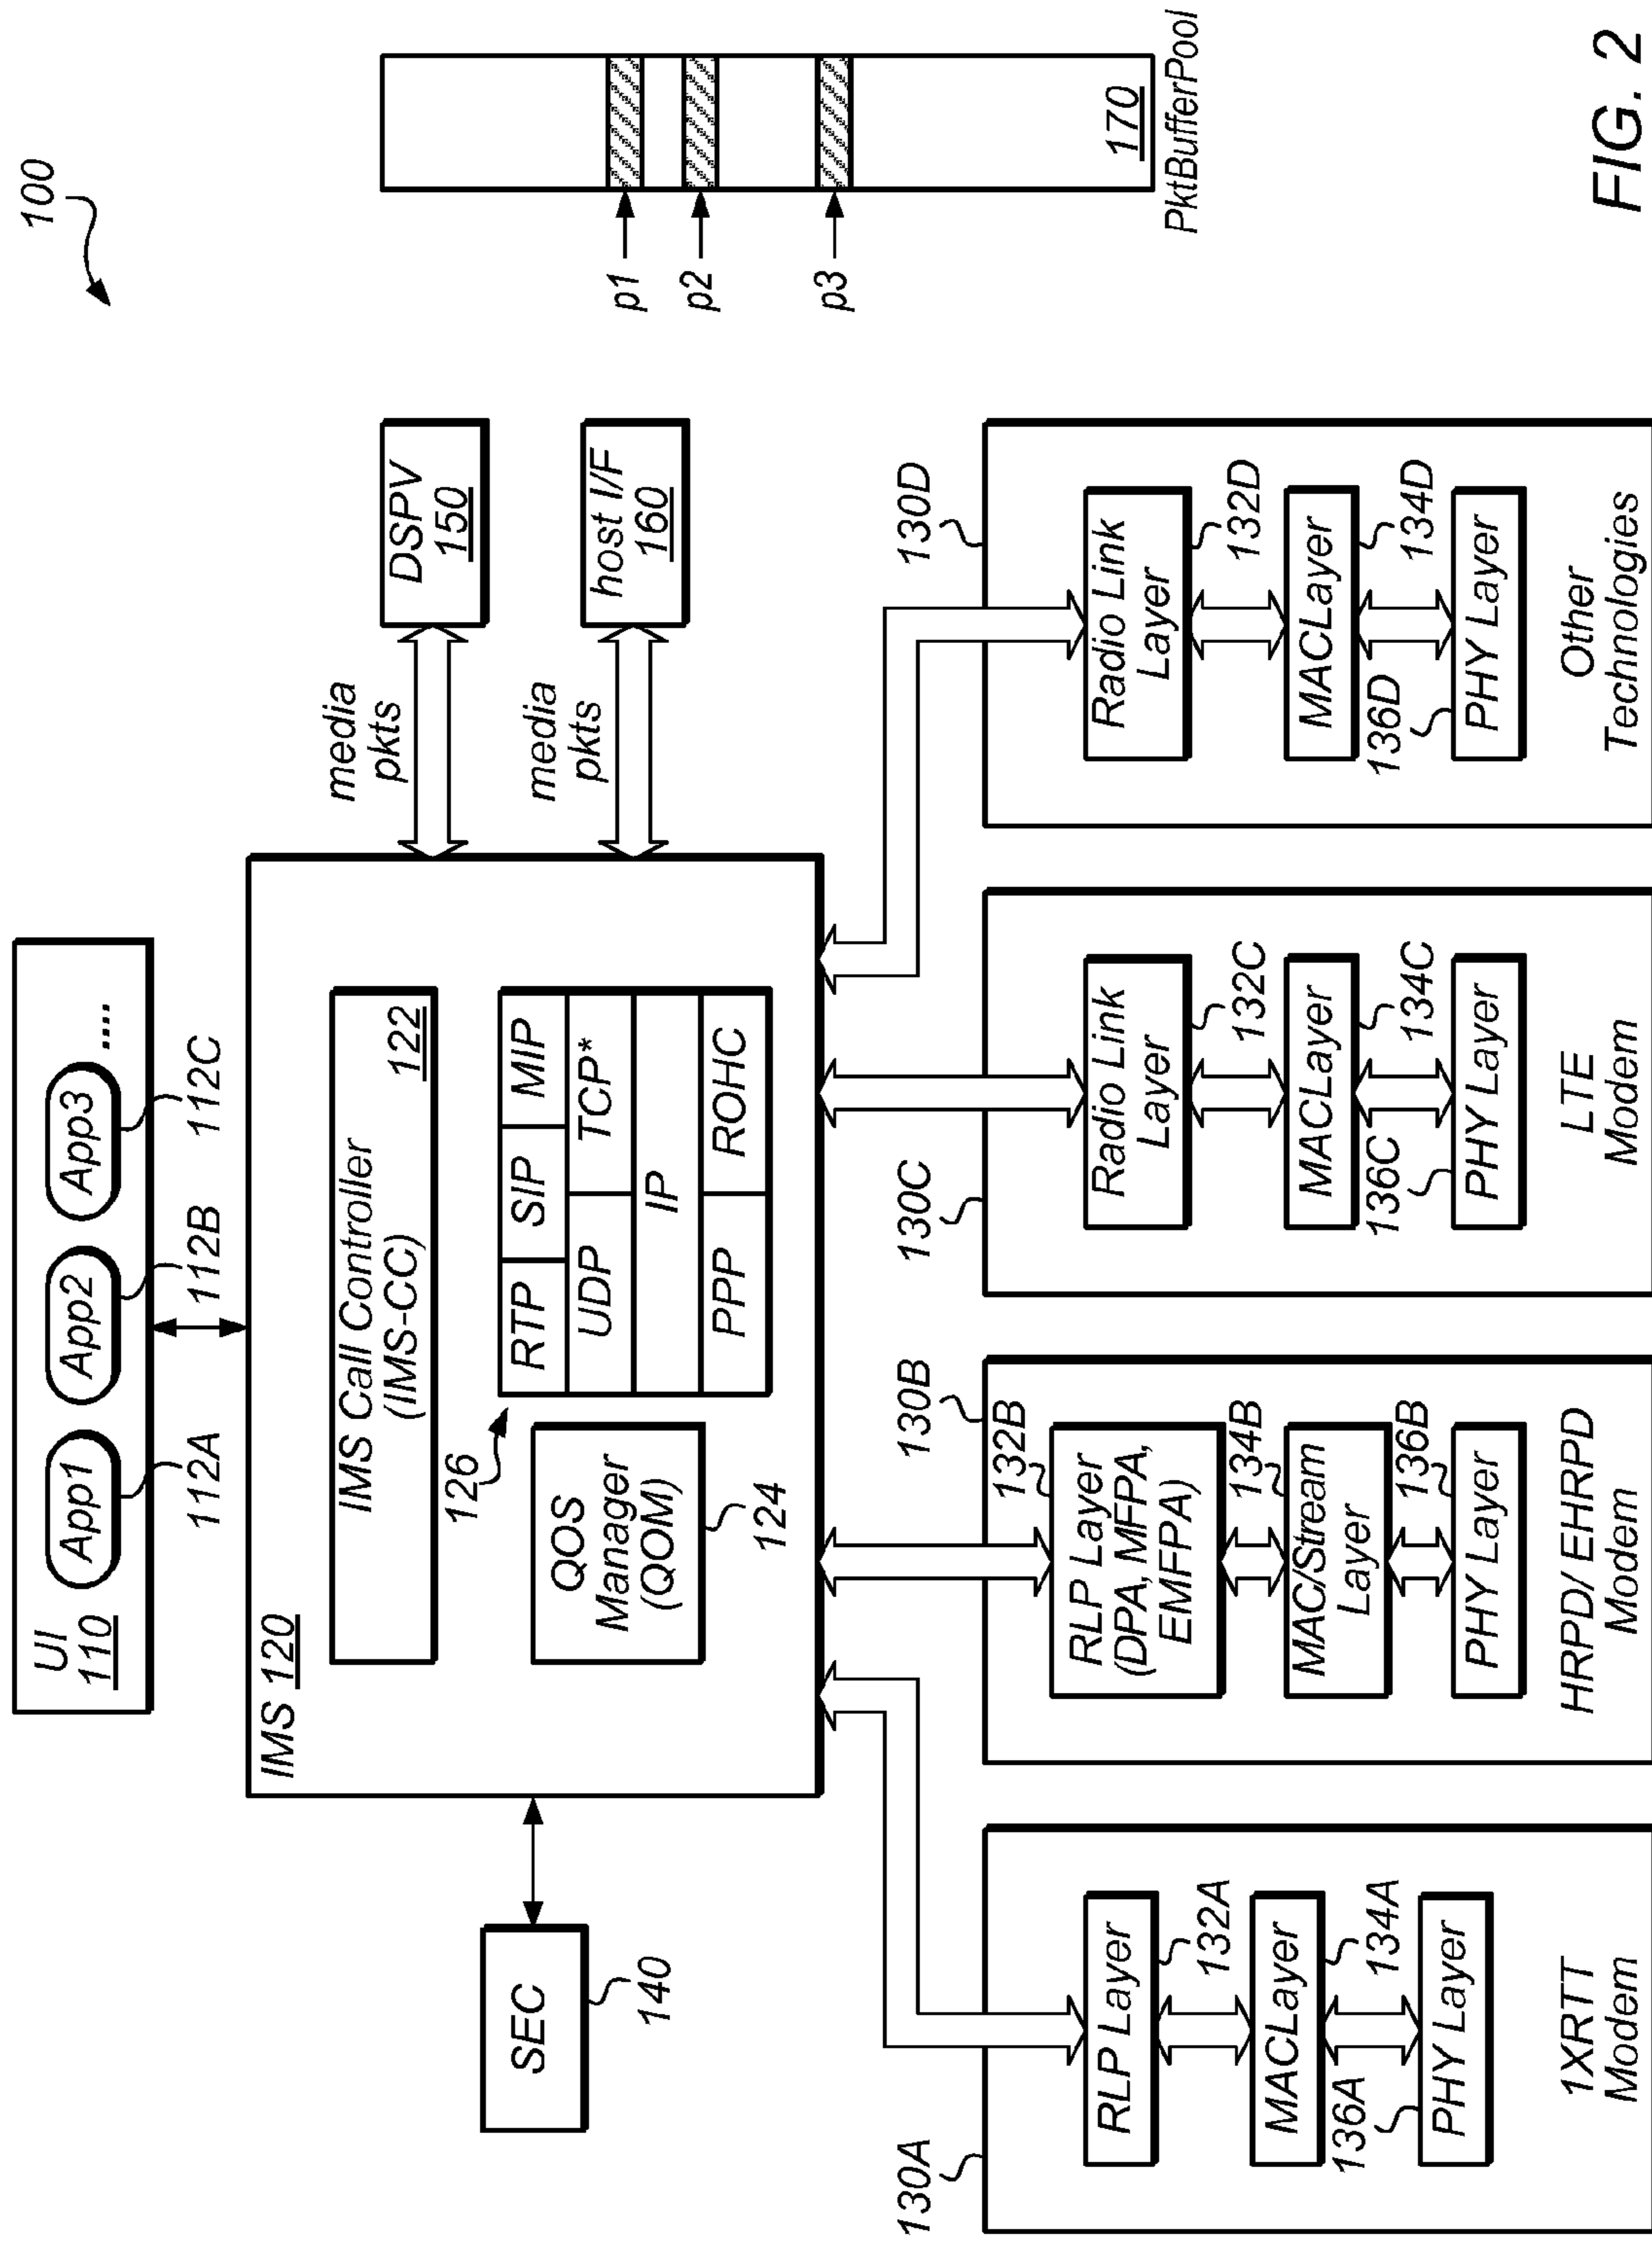 100
UI
110
App1
App2
App3
....
112A
112B
112C
IMS 120
IMS Call Controller
(IMS-CC)
122
126
QOS
Manager
(QOM)
124
RTP
SIP
MIP
UDP
TCP*
IP
PPP
ROHC
SEC
140
media
pkts
DSPV
150
media
pkts
host I/F
160
p1
p2
p3
170
PktBufferPool
130A
RLP Layer
132A
MACLayer
134A
136A
PHY Layer
1XRTT
Modem
130B
132B
RLP Layer
(DPA, MFPA,
EMFPA)
134B
MAC/Stream
Layer
136B
PHY Layer
HRPD/ EHRPD
Modem
130C
Radio Link
Layer
132C
MACLayer
134C
136C
PHY Layer
LTE
Modem
130D
Radio Link
Layer
132D
MACLayer
134D
136D
PHY Layer
Other
Technologies
FIG. 2